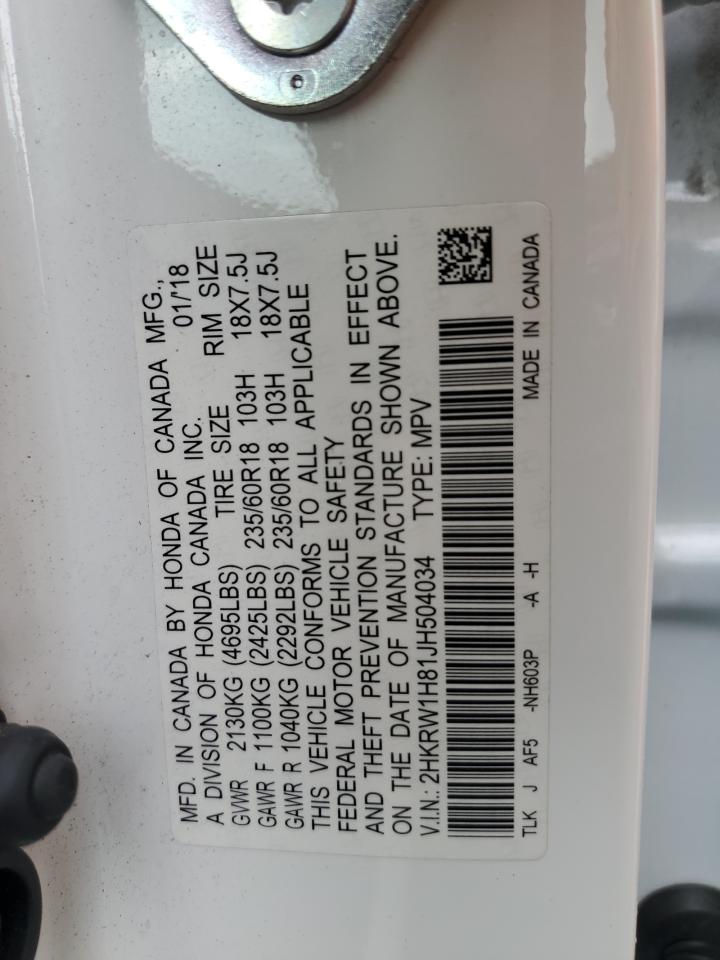 MFD. IN CANADA BY HONDA OF CANADA MFG.,
A DIVISION OF HONDA CANADA INC. 01/'18
GVWR 2130KG (4695LBS) TIRE SIZE RIM SIZE
GAWR F 1100KG (2425LBS) 235/60R18 103H 18X7.5J
GAWR R 1040KG (2292LBS) 235/60R18 103H 18X7.5J
THIS VEHICLE CONFORMS TO ALL APPLICABLE
FEDERAL MOTOR VEHICLE SAFETY
AND THEFT PREVENTION STANDARDS IN EFFECT
ON THE DATE OF MANUFACTURE SHOWN ABOVE.
V.I.N.: 2HKRW1H81JH504034 TYPE: MPV
TLK J AF5 -NH603P -A -H MADE IN CANADA